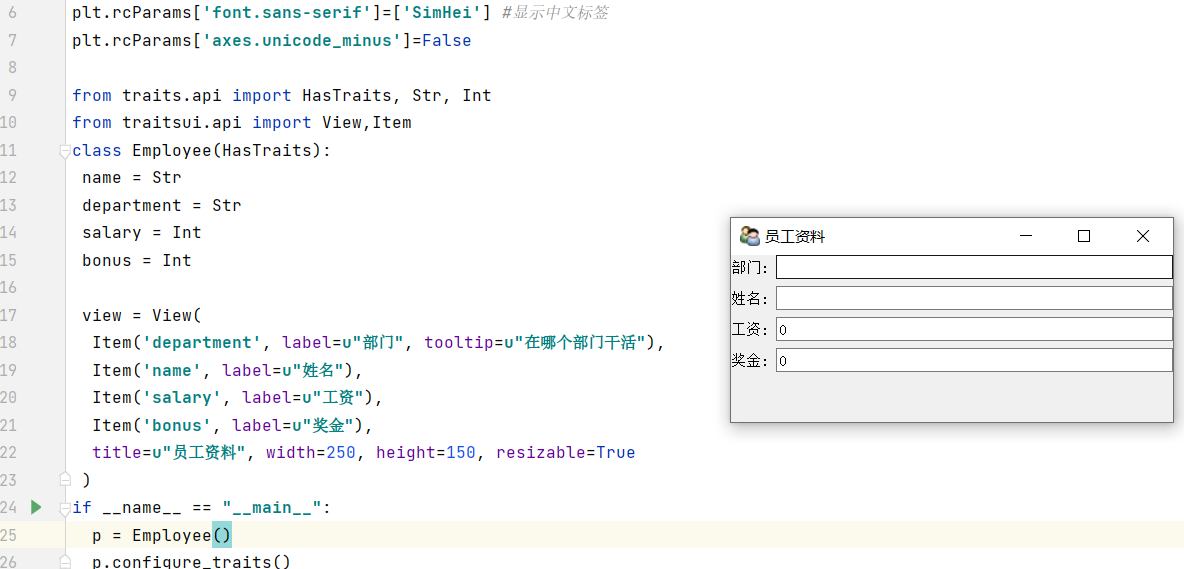 6 plt.rcParams['font.sans-serif']=['SimHei'] #显示中文标签
7 plt.rcParams['axes.unicode_minus']=False
8
9 from traits.api import HasTraits, Str, Int
10 from traitsui.api import View,Item
11 class Employee(HasTraits):
12 name = Str
13 department = Str
14 salary = Int
15 bonus = Int
16
17 view = View(
18 Item('department', label=u"部门", tooltip=u"在哪个部门干活"),
19 Item('name', label=u"姓名"),
20 Item('salary', label=u"工资"),
21 Item('bonus', label=u"奖金"),
22 title=u"员工资料", width=250, height=150, resizable=True
23 )
24 if __name__ == "__main__":
25 p = Employee()
26 p.configure_traits()
员工资料
部门:
姓名:
工资: 0
奖金: 0